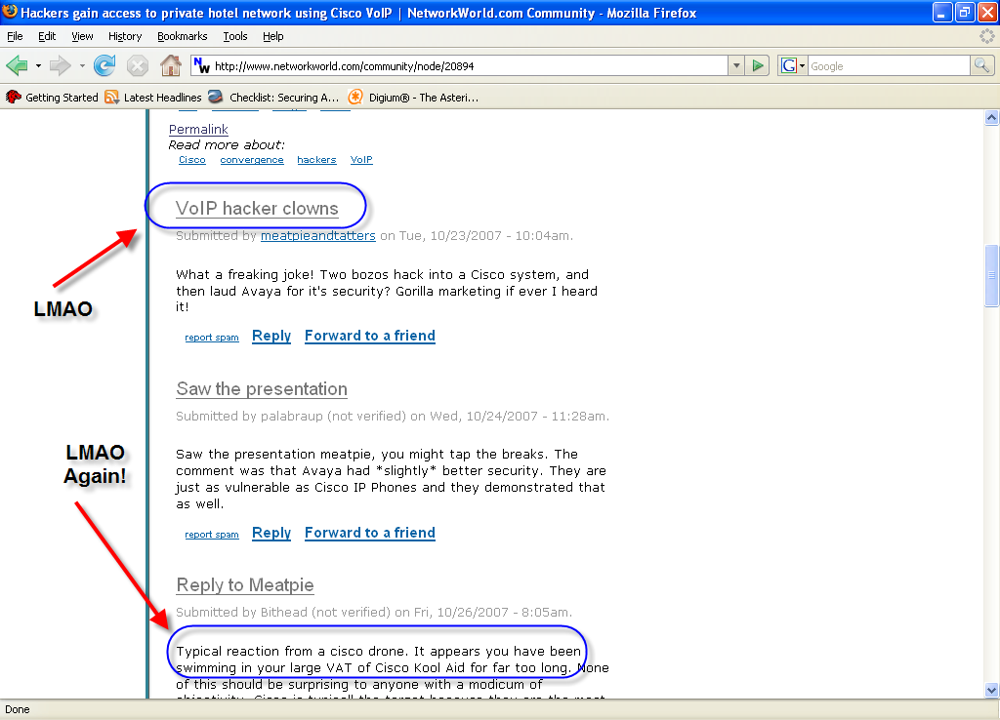 Hackers gain access to private hotel network using Cisco VoIP | NetworkWorld.com Community - Mozilla Firefox
File Edit View History Bookmarks Tools Help
http://www.networkworld.com/community/node/20894
Google
Getting Started Latest Headlines Checklist: Securing A... Digium® - The Asteri...
Permalink
Read more about:
Cisco convergence hackers VoIP
VoIP hacker clowns
Submitted by meatpieandtatters on Tue, 10/23/2007 - 10:04am.
What a freaking joke! Two bozos hack into a Cisco system, and
then laud Avaya for it's security? Gorilla marketing if ever I heard
it!
LMAO
report spam Reply Forward to a friend
Saw the presentation
Submitted by palabraup (not verified) on Wed, 10/24/2007 - 11:28am.
Saw the presentation meatpie, you might tap the breaks. The
comment was that Avaya had *slightly* better security. They are
just as vulnerable as Cisco IP Phones and they demonstrated that
as well.
LMAO
Again!
report spam Reply Forward to a friend
Reply to Meatpie
Submitted by Bithead (not verified) on Fri, 10/26/2007 - 8:05am.
Typical reaction from a cisco drone. It appears you have been
swimming in your large VAT of Cisco Kool Aid for far too long. None
of this should be surprising to anyone with a modicum of
Done